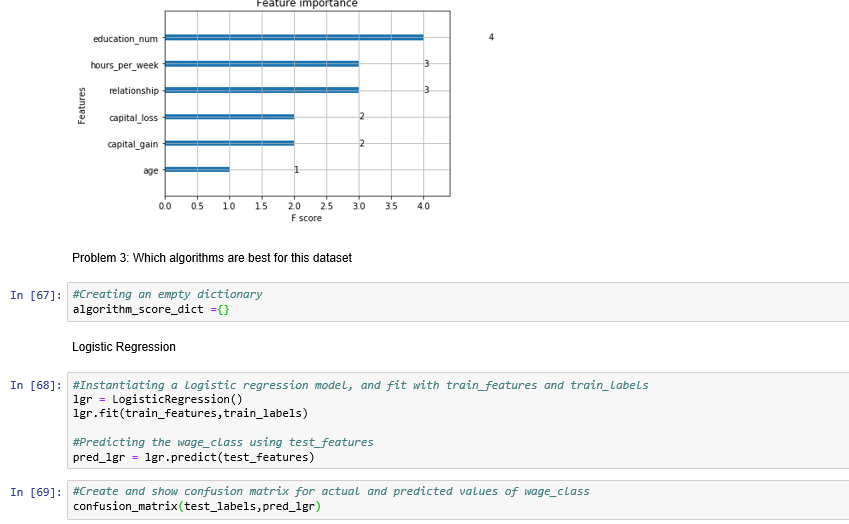 Feature importance
education_num
4
hours_per_week
3
relationship
3
capital_loss
2
capital_gain
2
age
1
Features
0.0 0.5 1.0 1.5 2.0 2.5 3.0 3.5 4.0
F score
Problem 3: Which algorithms are best for this dataset
In [67]: #Creating an empty dictionary
algorithm_score_dict ={}
Logistic Regression
In [68]: #Instantiating a logistic regression model, and fit with train_features and train_labels
lgr = LogisticRegression()
lgr.fit(train_features,train_labels)
#Predicting the wage_class using test_features
pred_lgr = lgr.predict(test_features)
In [69]: #Create and show confusion matrix for actual and predicted values of wage_class
confusion_matrix(test_labels,pred_lgr)